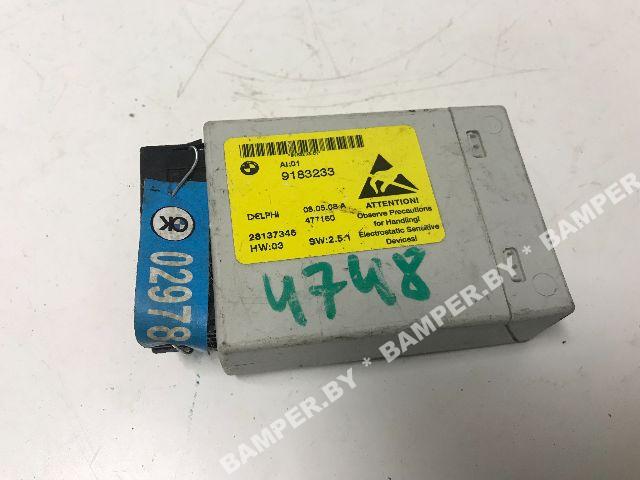 AI:01
9183233
DELPHI 08.05.08 A
477160
28137346
HW:03 SW:2.5.1
ATTENTION!
Observe Precautions
for Handling!
Electrostatic Sensitive
Devices!
4748
OK
02978
BAMPER.BY * BAMPER.BY * BAMPER.BY